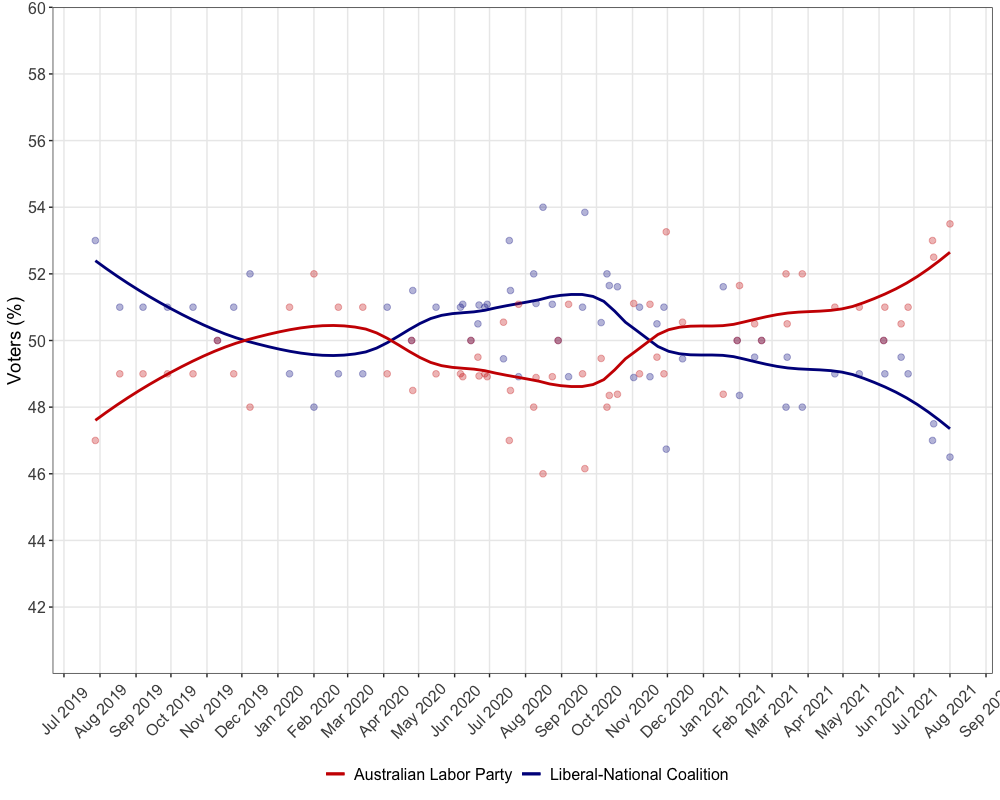 60
58
56
54
52
50
48
46
44
42
Voters (%)
Jul 2019
Aug 2019
Sep 2019
Oct 2019
Nov 2019
Dec 2019
Jan 2020
Feb 2020
Mar 2020
Apr 2020
May 2020
Jun 2020
Jul 2020
Aug 2020
Sep 2020
Oct 2020
Nov 2020
Dec 2020
Jan 2021
Feb 2021
Mar 2021
Apr 2021
May 2021
Jun 2021
Jul 2021
Aug 2021
Sep 20
Australian Labor Party Liberal-National Coalition